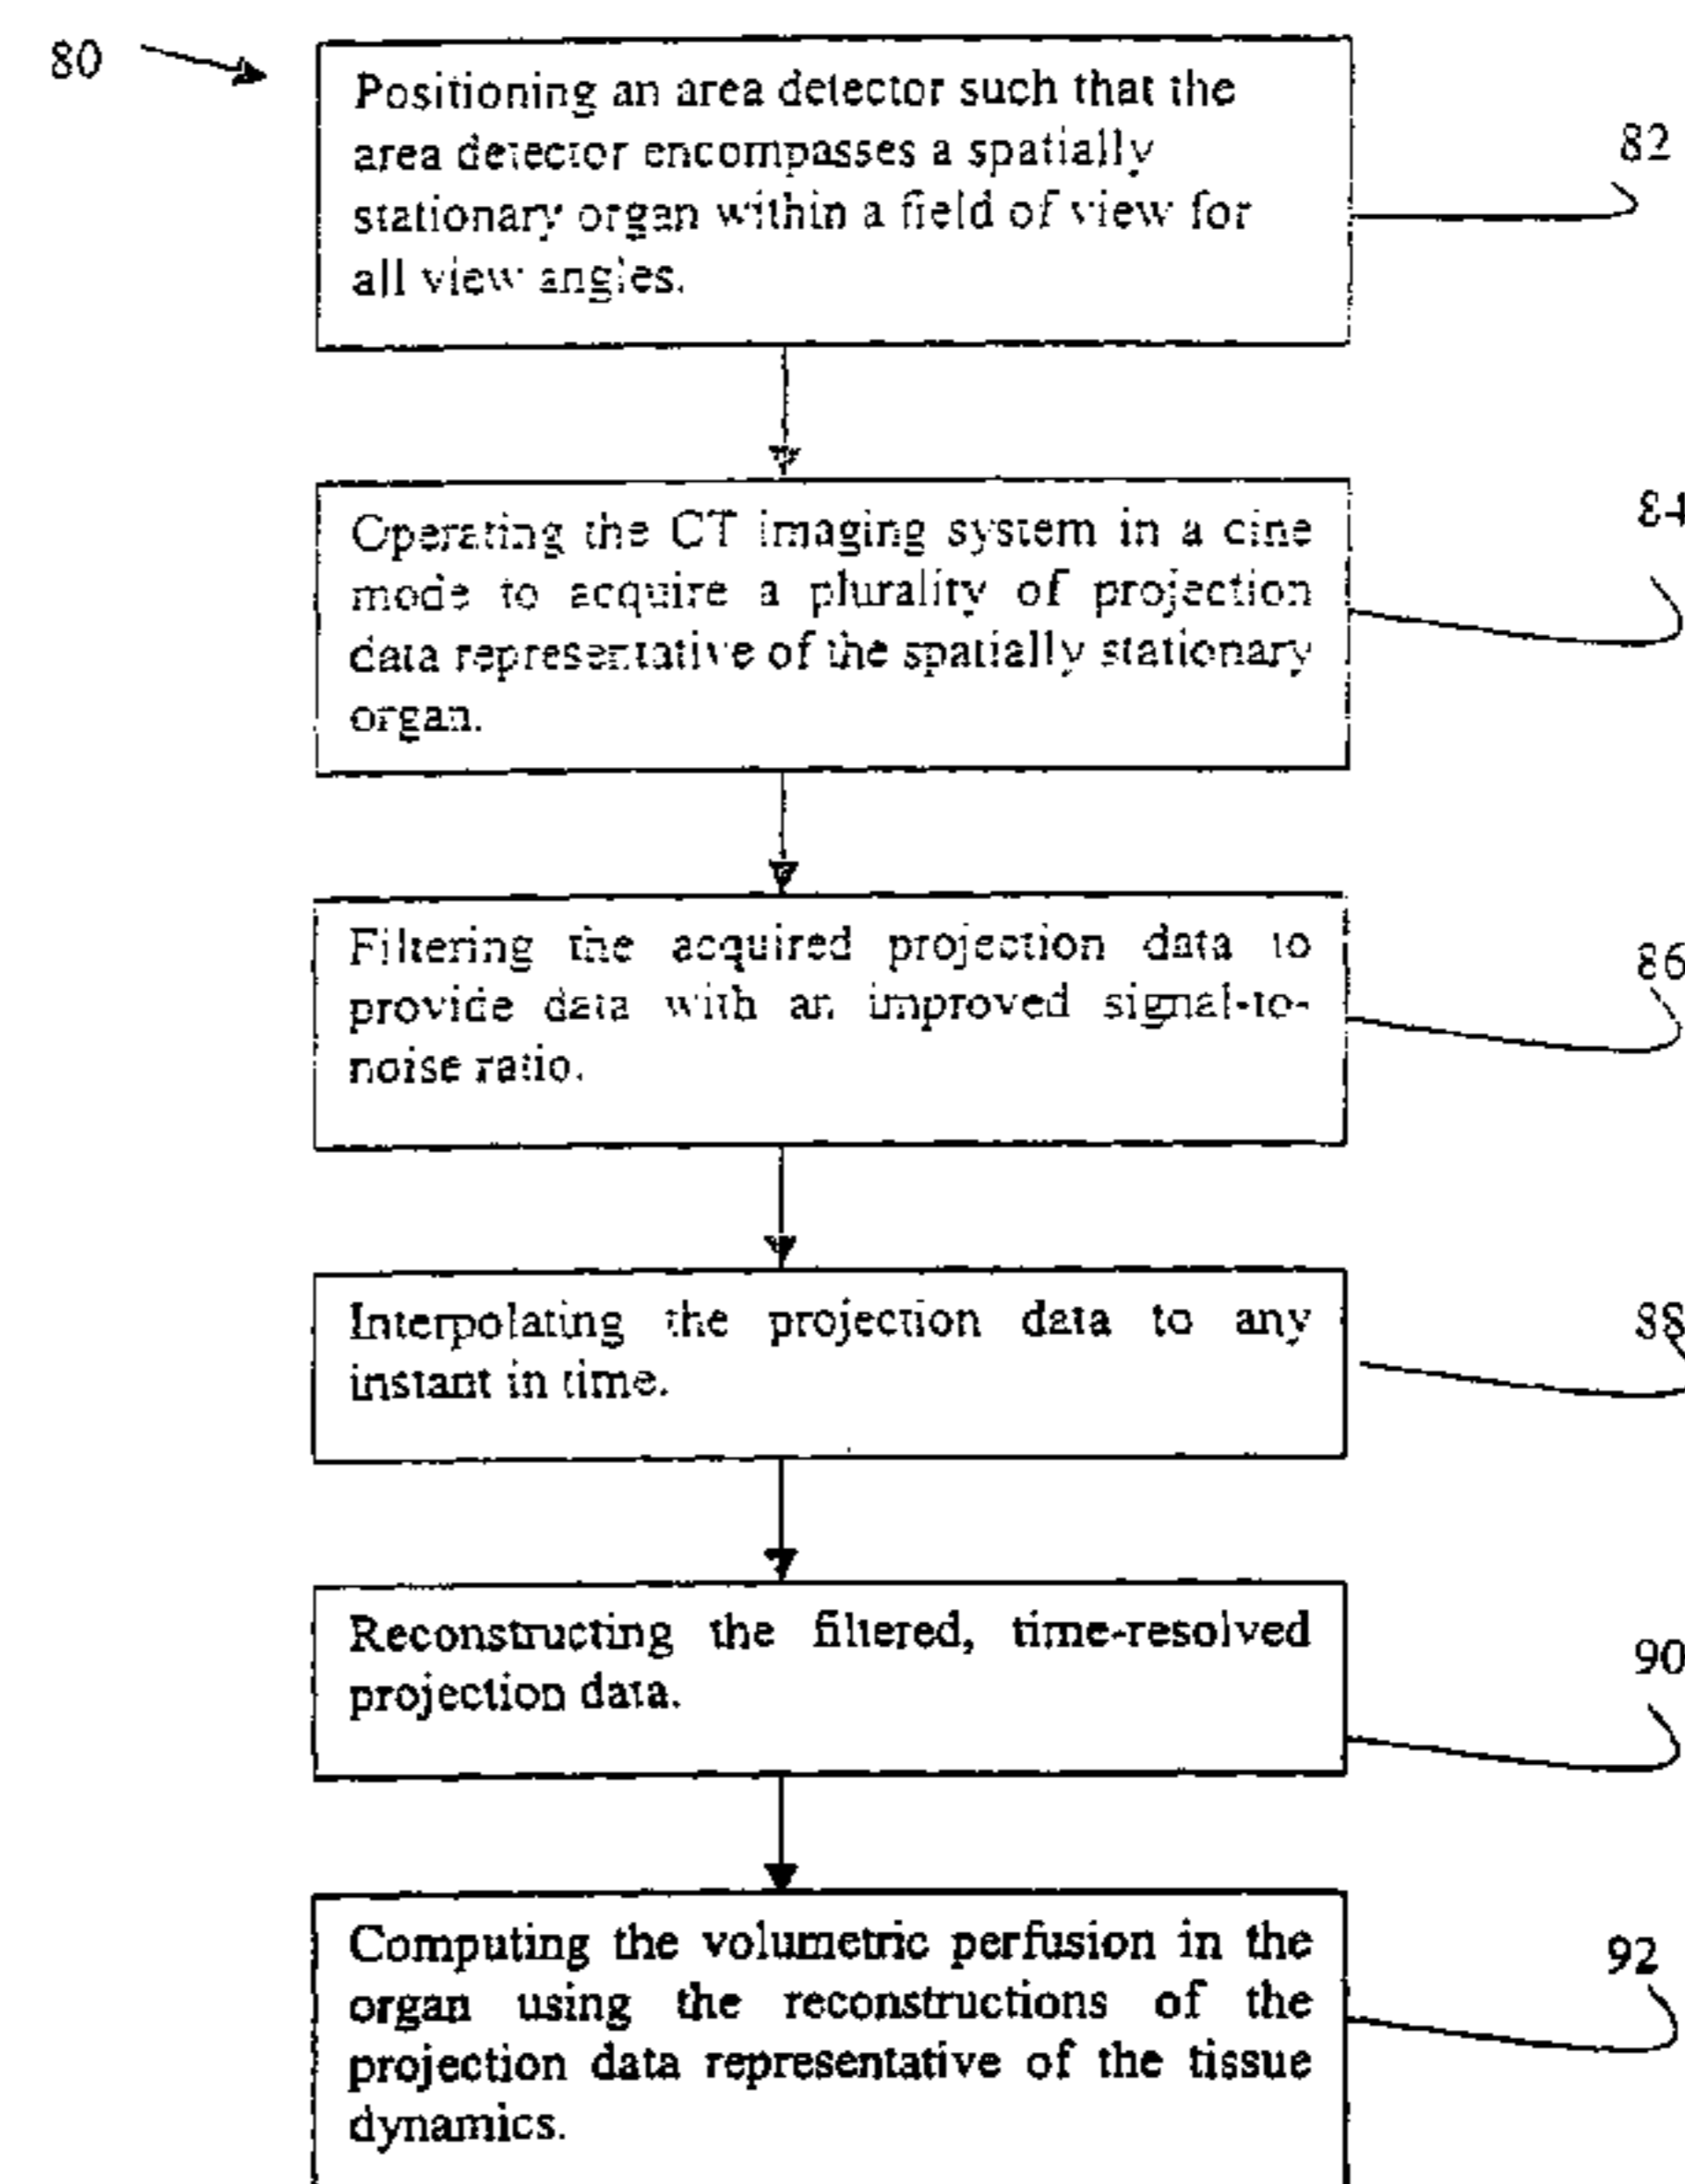 80
Positioning an area detector such that the
area detector encompasses a spatially
stationary organ within a field of view for
all view angles.
82
Operating the CT imaging system in a cine
mode to acquire a plurality of projection
data representative of the spatially stationary
organ.
84
Filtering the acquired projection data to
provide data with an improved signal-to-
noise ratio.
86
Interpolating the projection data to any
instant in time.
88
Reconstructing the filtered, time-resolved
projection data.
90
Computing the volumetric perfusion in the
organ using the reconstructions of the
projection data representative of the tissue
dynamics.
92